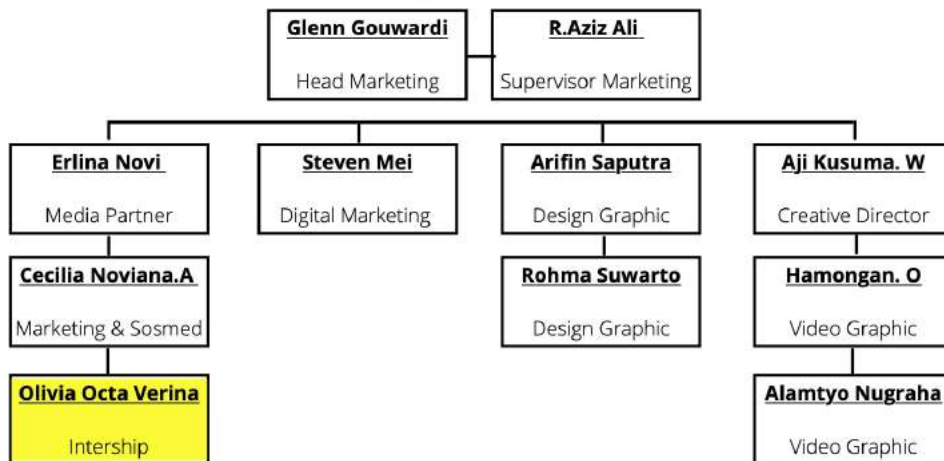 Glenn Gouwardi
Head Marketing
R.Aziz Ali
Supervisor Marketing
Erlina Novi
Media Partner
Steven Mei
Digital Marketing
Arifin Saputra
Design Graphic
Aji Kusuma. W
Creative Director
Cecilia Noviana.A
Marketing & Sosmed
Rohma Suwarto
Design Graphic
Hamongan. O
Video Graphic
Olivia Octa Verina
Intership
Alamtyo Nugraha
Video Graphic